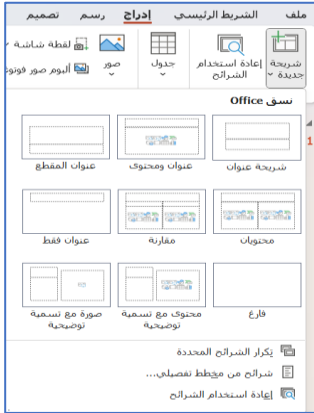 ملف الشريط الرئيسي إدراج رسم تصميم
شريحة جديدة
إعادة استخدام الشرائح
جدول
صور
لقطة شاشة
ألبوم صور
نسق Office
شريحة عنوان
عنوان ومحتوى
عنوان المقطع
محتويات
مقارنة
عنوان فقط
فارغ
محتوى مع تسمية توضيحية
صورة مع تسمية توضيحية
تكرار الشرائح المحددة
شرائح من مخطط تفصيلي...
إعادة استخدام الشرائح
1